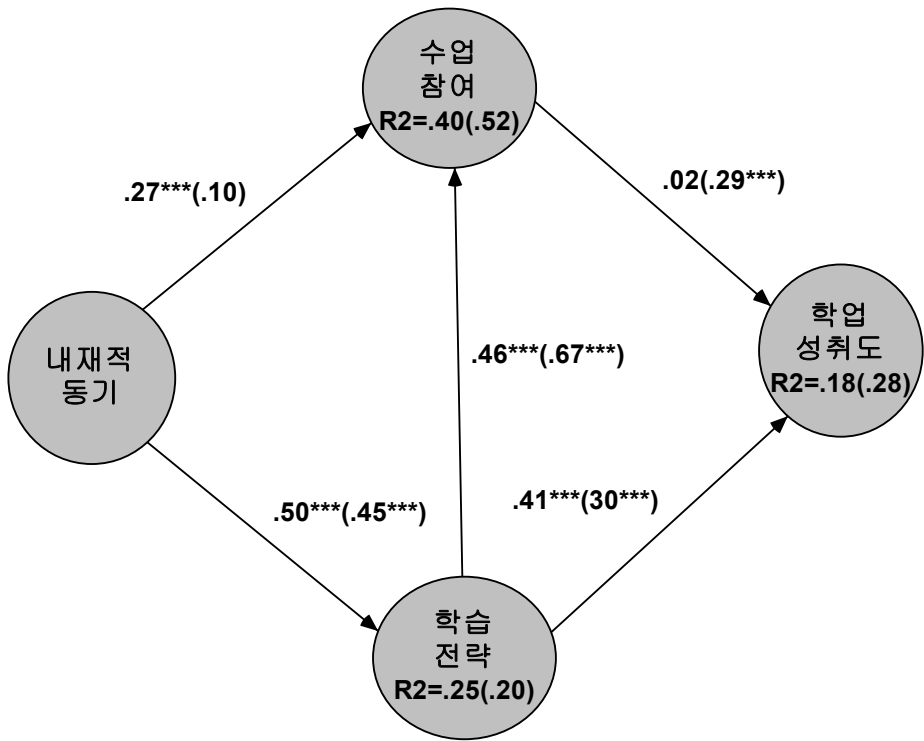 수업
참여
R2=.40(.52)
.27***(.10)
.02(.29***)
내재적
동기
.46***(.67***)
학업
성취도
R2=.18(.28)
.50***(.45***)
.41***(30***)
학습
전략
R2=.25(.20)